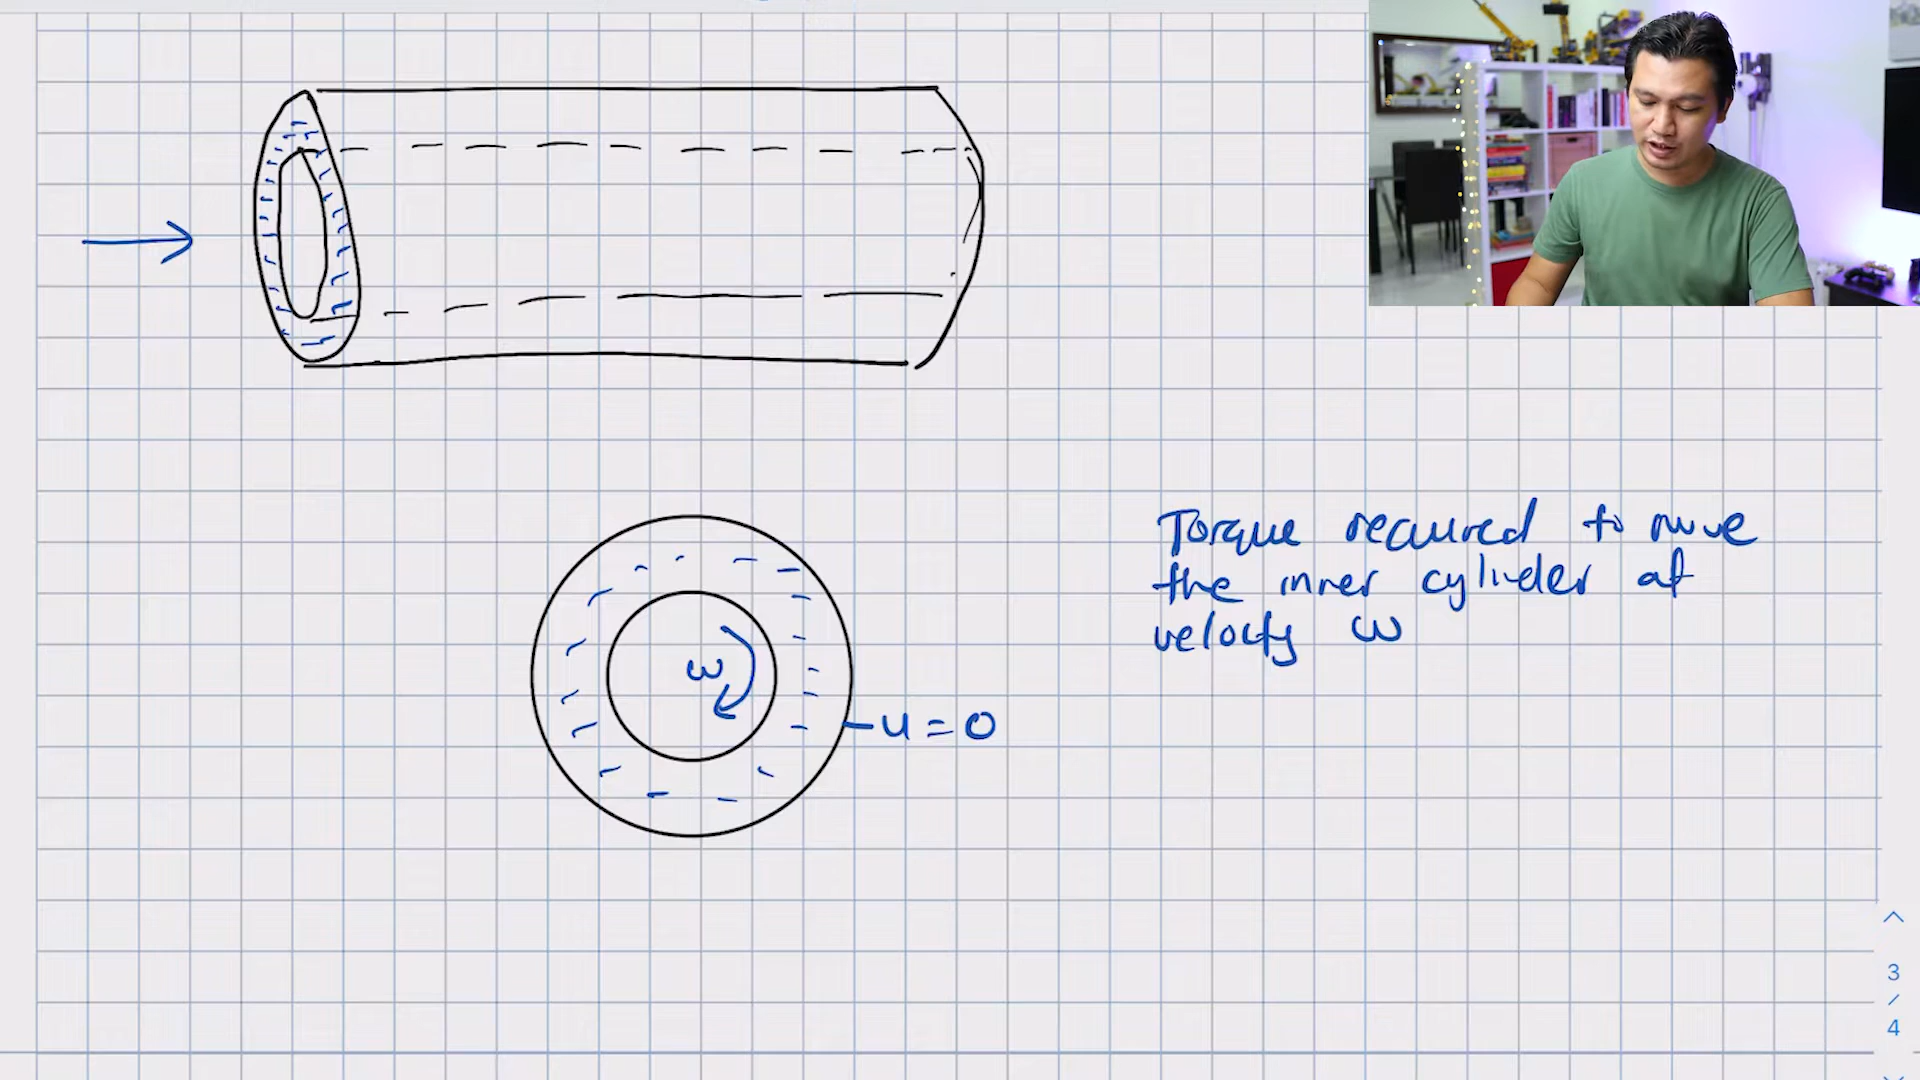 ω
u = 0
Torque required to move
the inner cylinder at
velocity ω
3
/
4